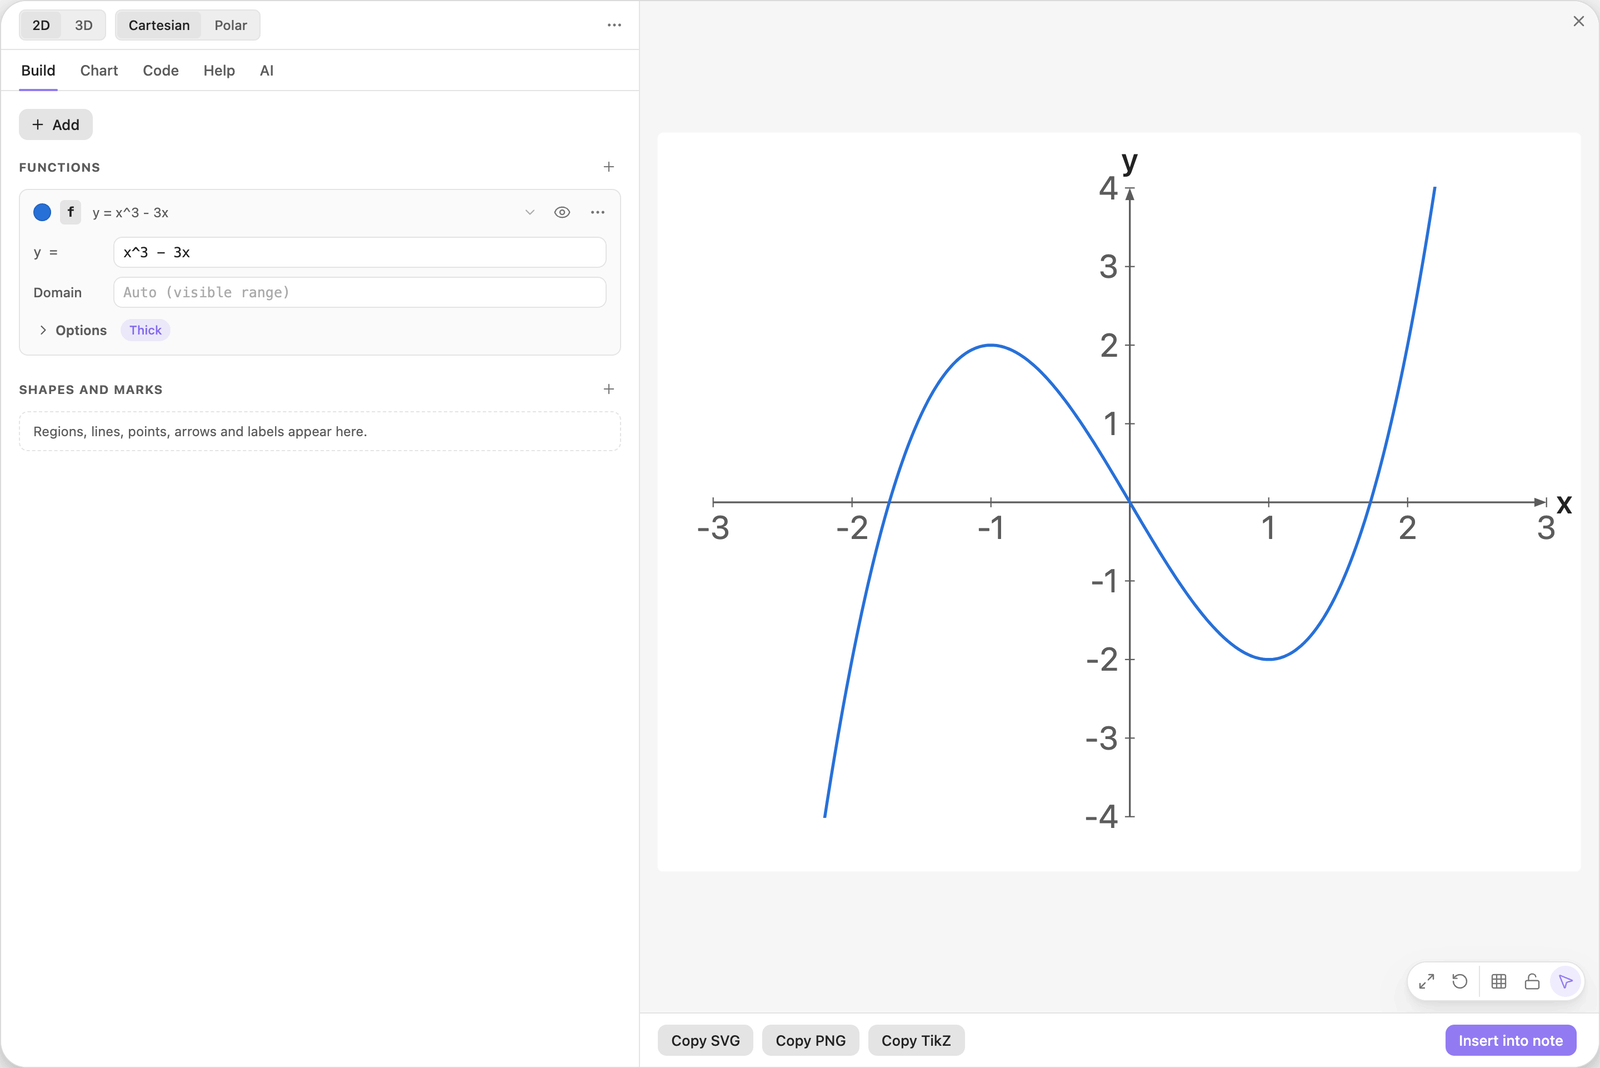 2D 3D Cartesian Polar
Build Chart Code Help AI
+ Add
FUNCTIONS
f y = x^3 - 3x
y = x^3 − 3x
Domain Auto (visible range)
Options Thick
SHAPES AND MARKS
Regions, lines, points, arrows and labels appear here.
y
4
3
2
1
x
-3 -2 -1 1 2 3
-1
-2
-3
-4
Copy SVG Copy PNG Copy TikZ Insert into note